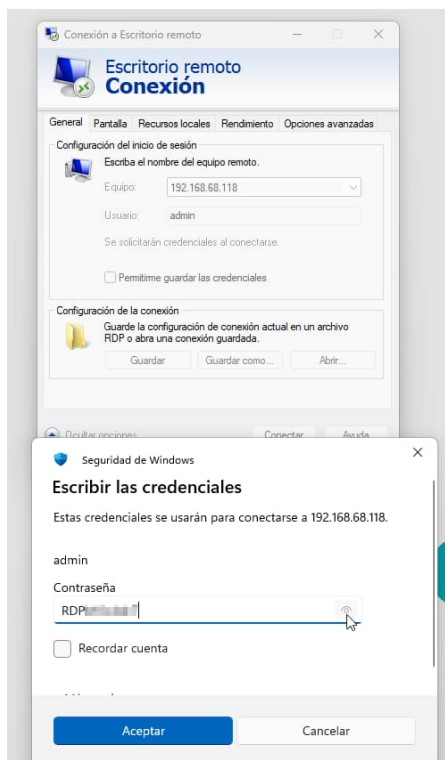 Conexión a Escritorio remoto
Escritorio remoto
Conexión
General Pantalla Recursos locales Rendimiento Opciones avanzadas
Configuración del inicio de sesión
Escriba el nombre del equipo remoto.
Equipo: 192.168.68.118
Usuario: admin
Se solicitarán credenciales al conectarse.
Permitirme guardar las credenciales
Configuración de la conexión
Guarde la configuración de conexión actual en un archivo
RDP o abra una conexión guardada.
Guardar Guardar como... Abrir...
Ocultar opciones Conectar Ayuda
Seguridad de Windows
Escribir las credenciales
Estas credenciales se usarán para conectarse a 192.168.68.118.
admin
Contraseña
RDP
Recordar cuenta
Aceptar Cancelar